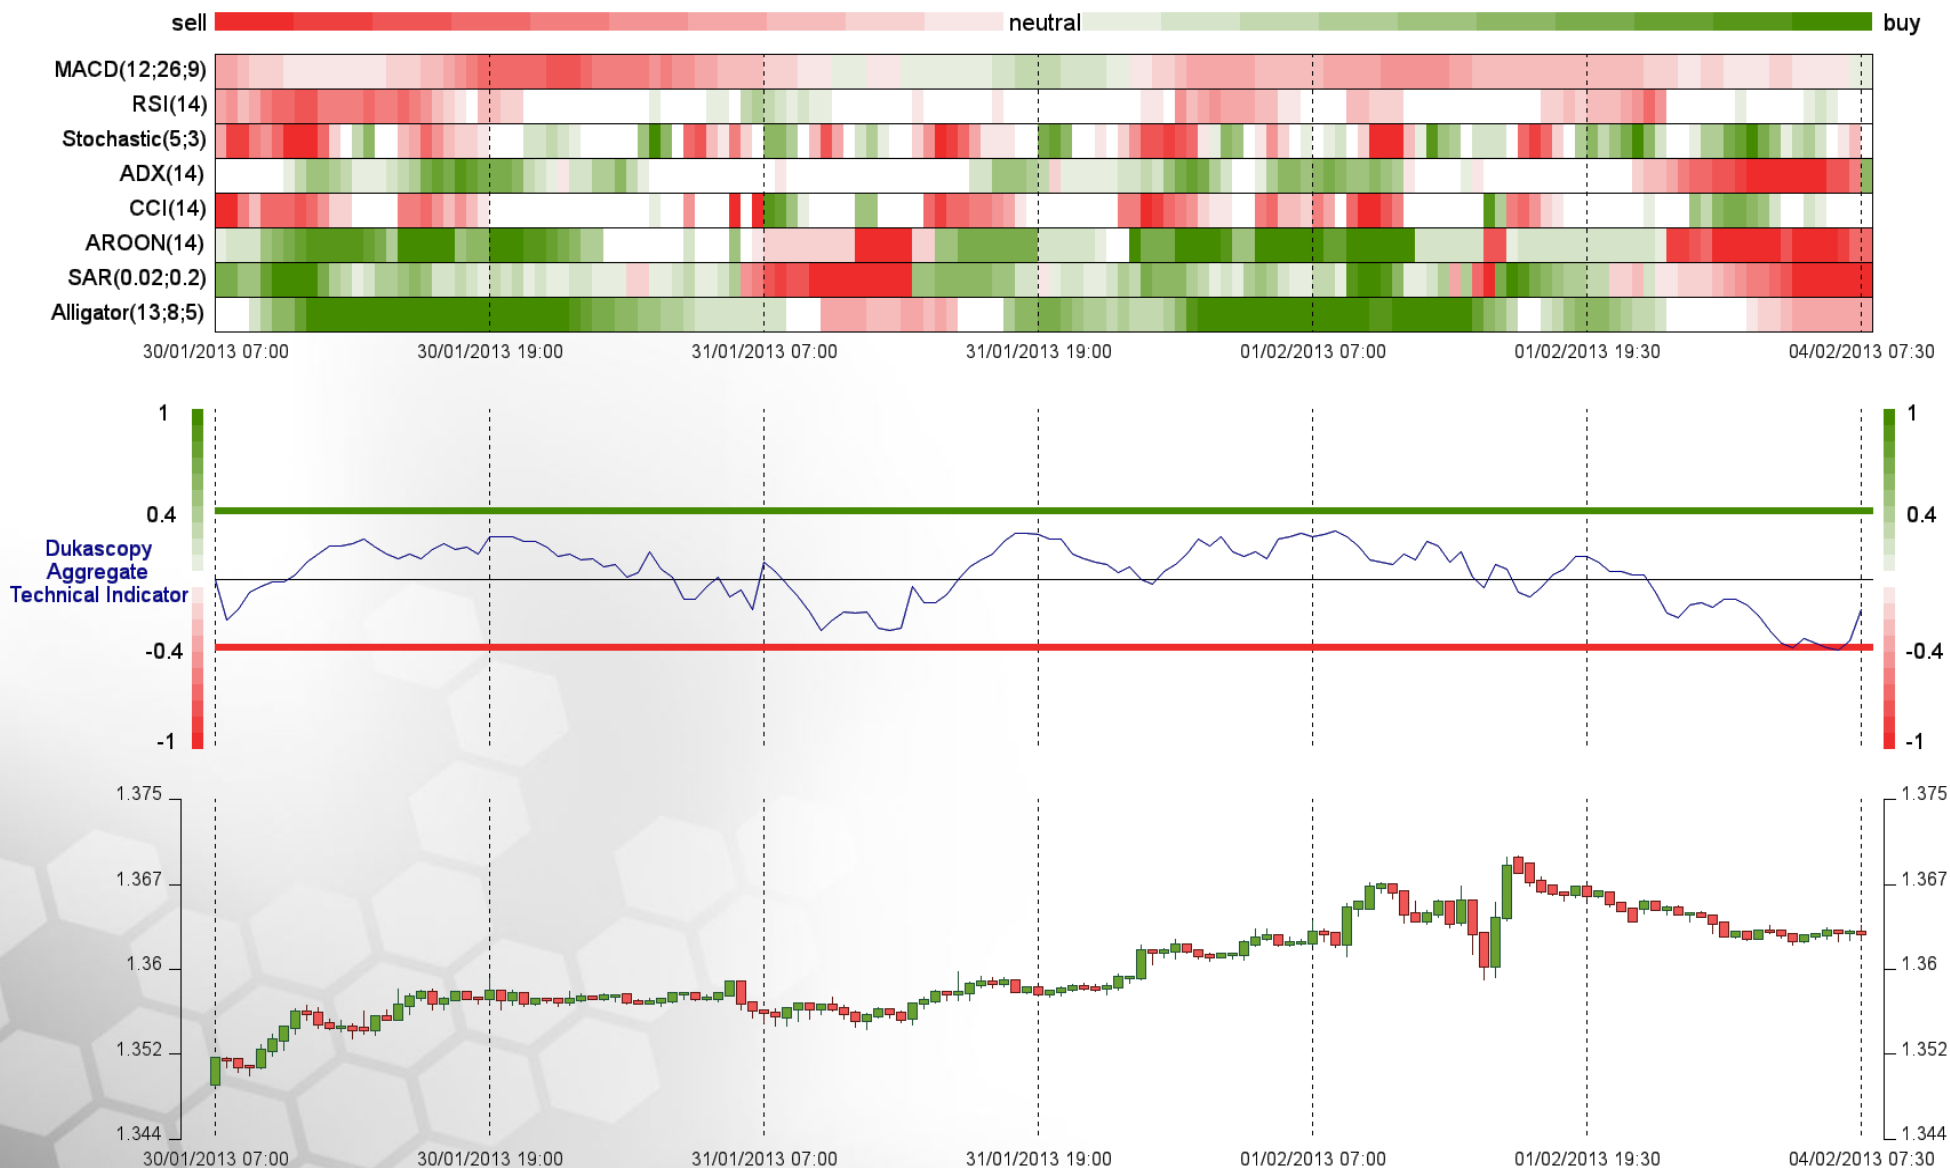 sell neutral buy
MACD(12;26;9)
RSI(14)
Stochastic(5;3)
ADX(14)
CCI(14)
AROON(14)
SAR(0.02;0.2)
Alligator(13;8;5)
30/01/2013 07:00 30/01/2013 19:00 31/01/2013 07:00 31/01/2013 19:00 01/02/2013 07:00 01/02/2013 19:30 04/02/2013 07:30
1 1
0.4 0.4
Dukascopy
Aggregate
Technical Indicator
-0.4 -0.4
-1 -1
1.375 1.375
1.367 1.367
1.36 1.36
1.352 1.352
1.344 1.344
30/01/2013 07:00 30/01/2013 19:00 31/01/2013 07:00 31/01/2013 19:00 01/02/2013 07:00 01/02/2013 19:30 04/02/2013 07:30